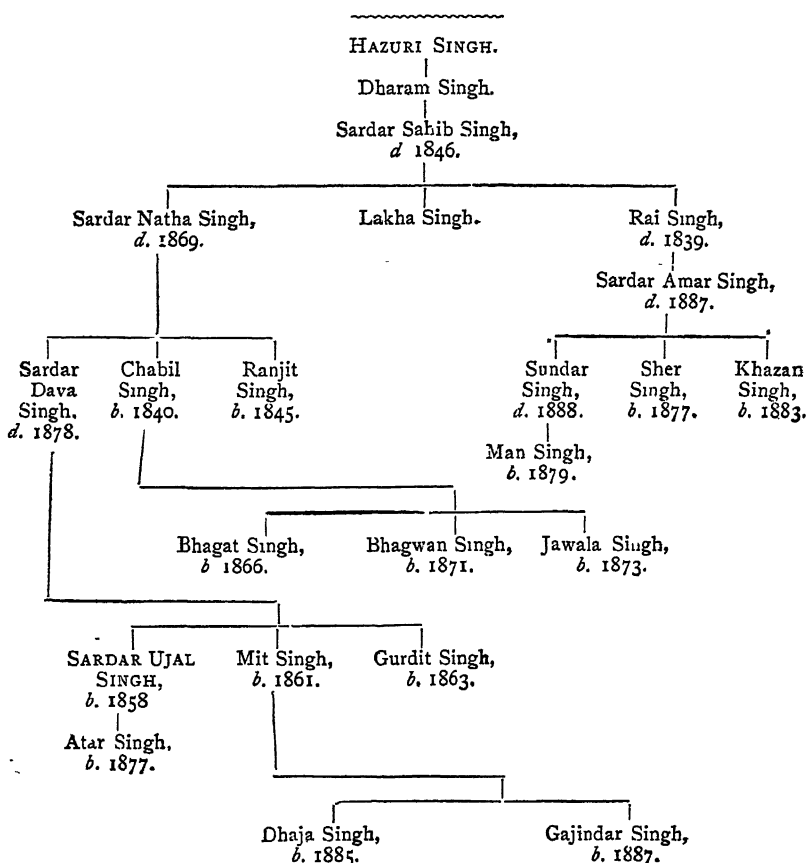 HAZURI SINGH.
Dharam Singh.
Sardar Sahib Singh,
d 1846.
Sardar Natha Singh,
d. 1869.
Lakha Singh.
Rai Singh,
d. 1839.
Sardar Amar Singh,
d. 1887.
Sardar
Dava
Singh.
d. 1878.
Chabil
Singh,
b. 1840.
Ranjit
Singh,
b. 1845.
Sundar
Singh,
d. 1888.
Sher
Singh,
b. 1877.
Khazan
Singh,
b. 1883.
Man Singh,
b. 1879.
Bhagat Singh,
b 1866.
Bhagwan Singh,
b. 1871.
Jawala Singh,
b. 1873.
SARDAR UJAL
SINGH,
b. 1858
Mit Singh,
b. 1861.
Gurdit Singh,
b. 1863.
Atar Singh,
b. 1877.
Dhaja Singh,
b. 1885.
Gajindar Singh,
b. 1887.